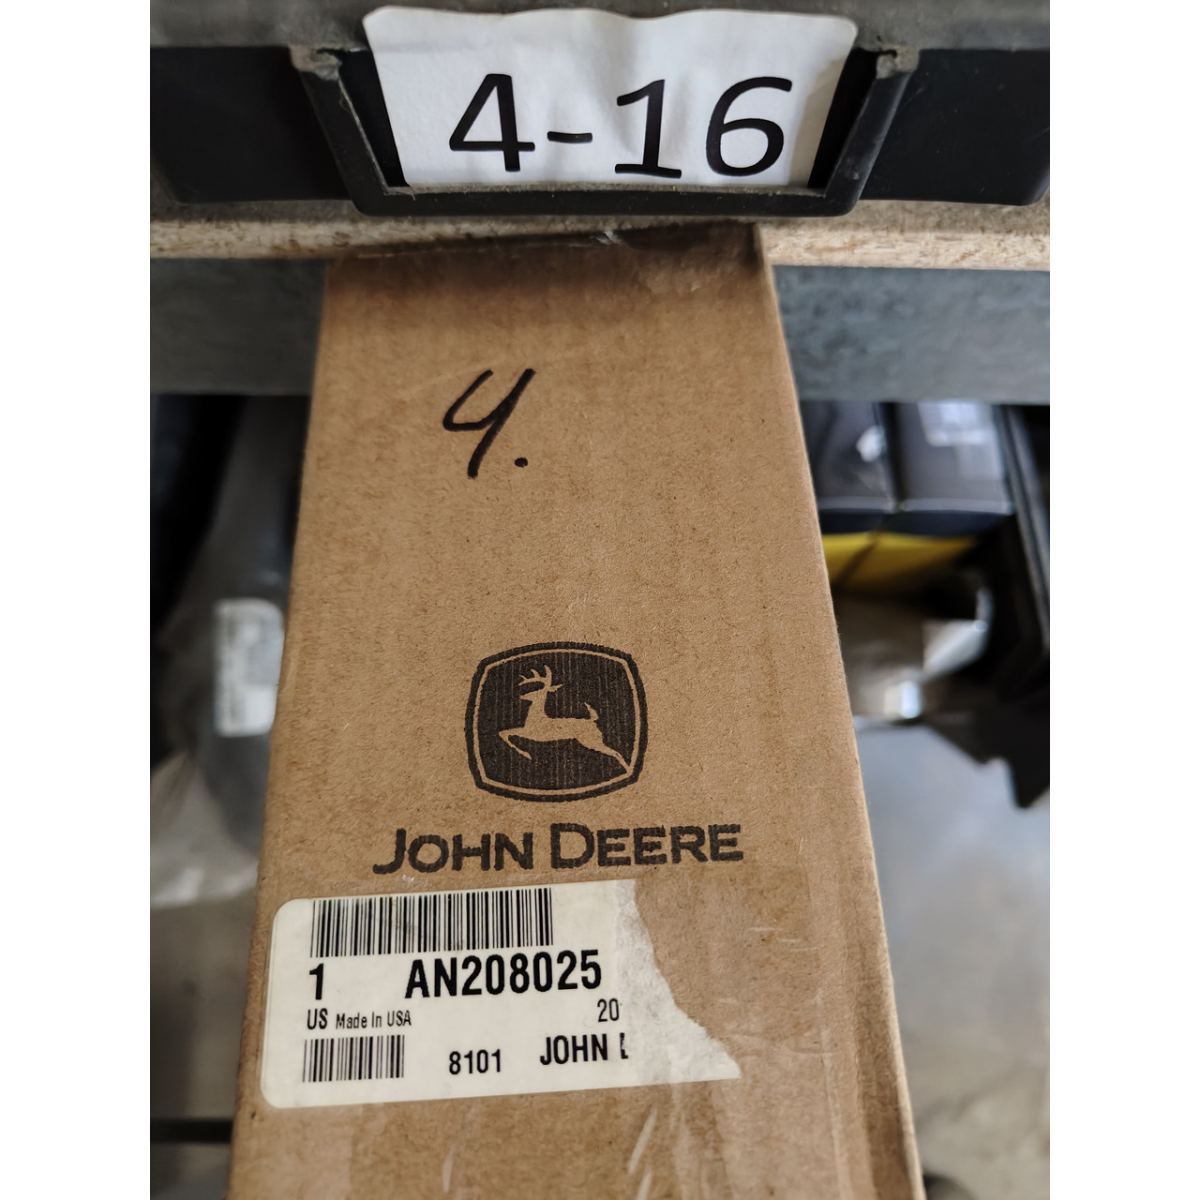 4-16
4.
JOHN DEERE
1 AN208025
US Made In USA 20
8101 JOHN